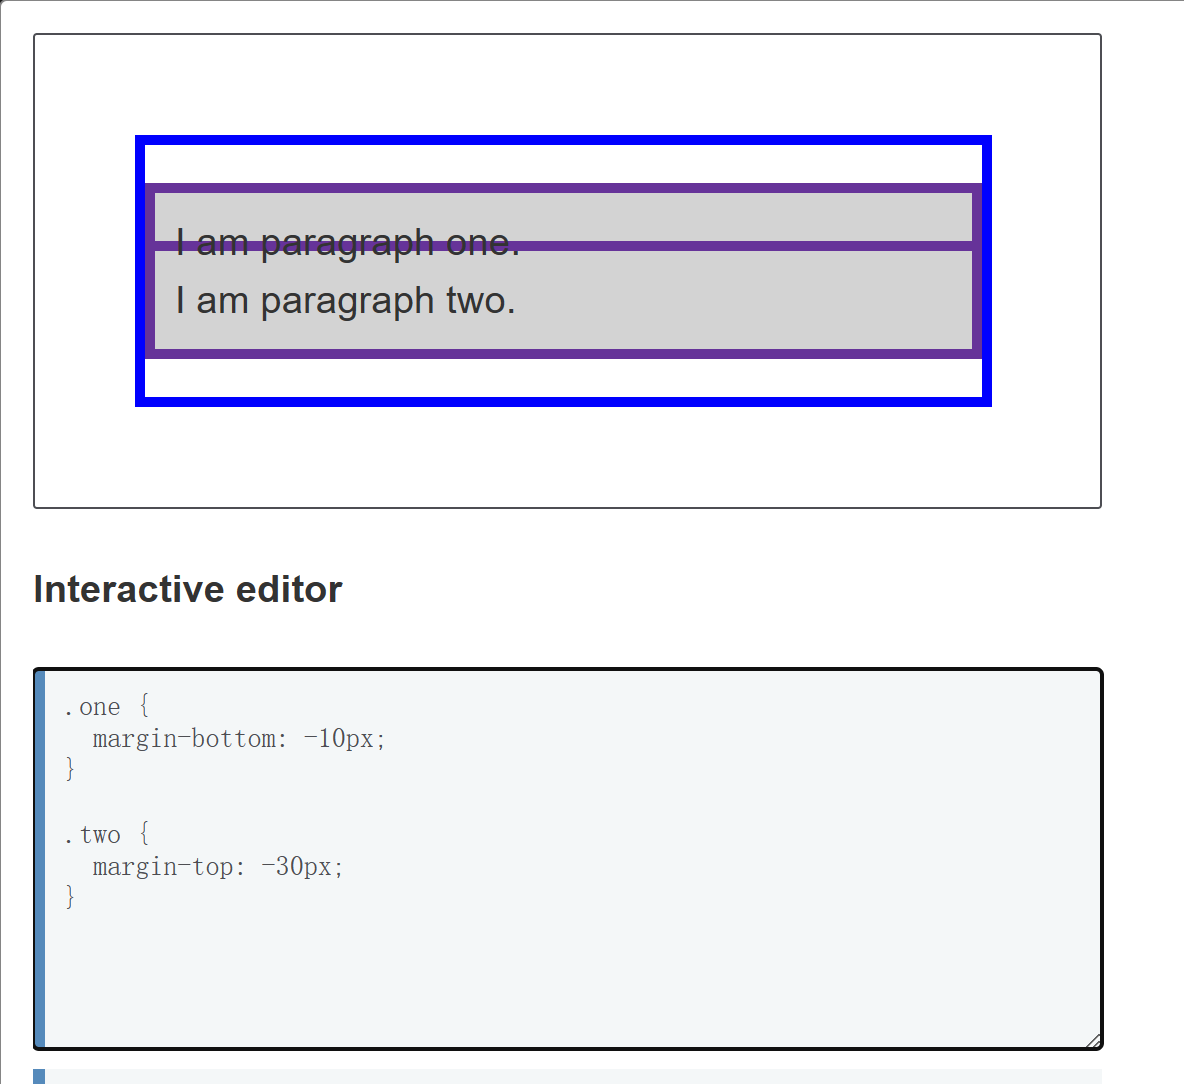 I am paragraph one.
I am paragraph two.
Interactive editor
.one {
  margin-bottom: -10px;
}
.two {
  margin-top: -30px;
}